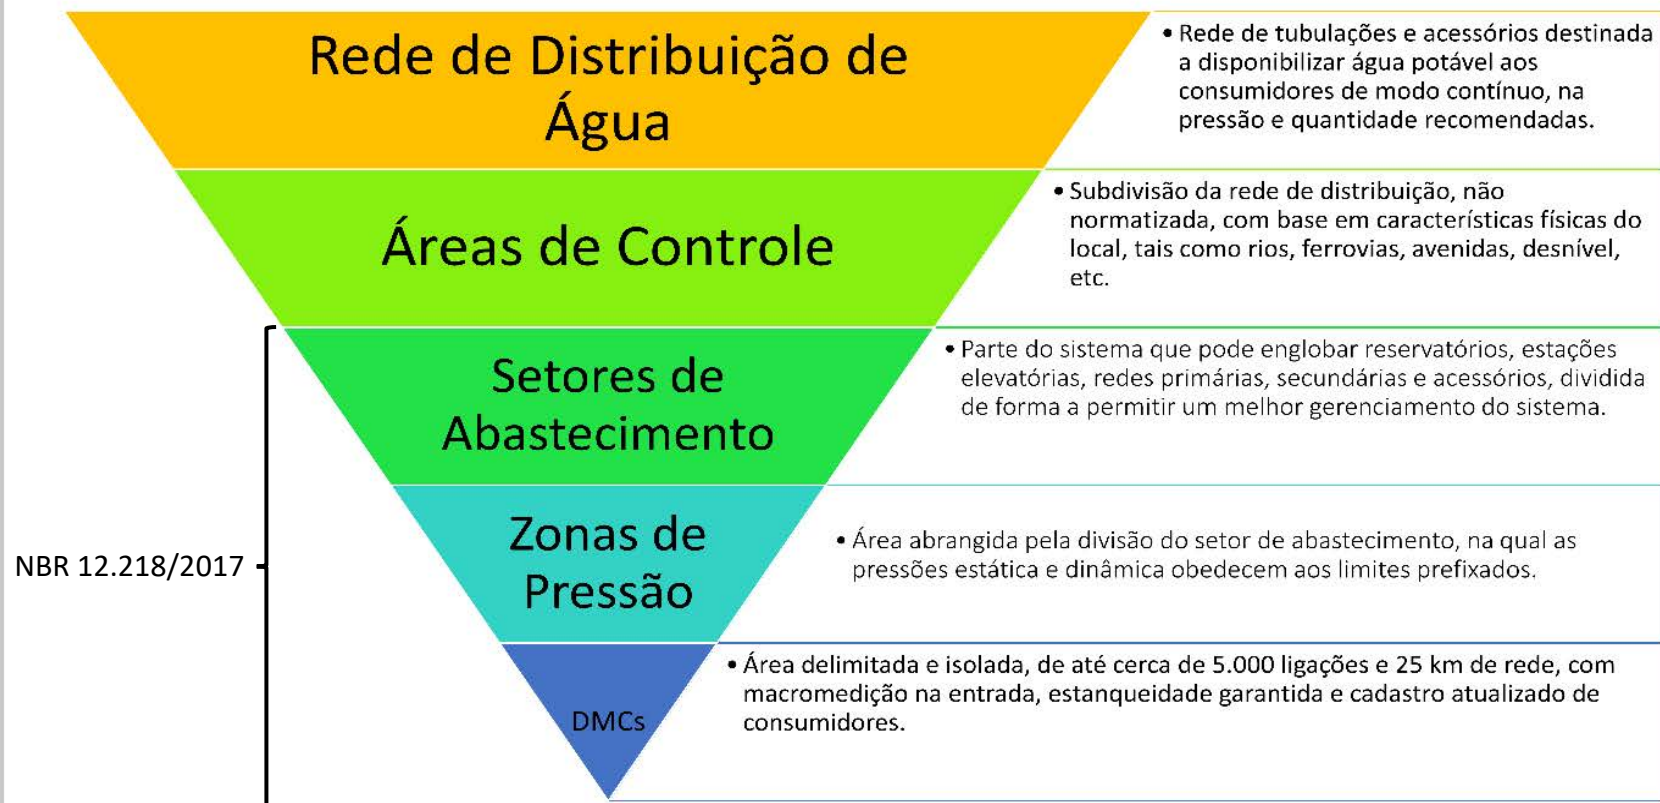 Rede de Distribuição de
Água
• Rede de tubulações e acessórios destinada
a disponibilizar água potável aos
consumidores de modo contínuo, na
pressão e quantidade recomendadas.
Áreas de Controle
• Subdivisão da rede de distribuição, não
normatizada, com base em características físicas do
local, tais como rios, ferrovias, avenidas, desnível,
etc.
Setores de
Abastecimento
• Parte do sistema que pode englobar reservatórios, estações
elevatórias, redes primárias, secundárias e acessórios, dividida
de forma a permitir um melhor gerenciamento do sistema.
Zonas de
Pressão
• Área abrangida pela divisão do setor de abastecimento, na qual as
pressões estática e dinâmica obedecem aos limites prefixados.
NBR 12.218/2017
DMCs
• Área delimitada e isolada, de até cerca de 5.000 ligações e 25 km de rede, com
macromedição na entrada, estanqueidade garantida e cadastro atualizado de
consumidores.